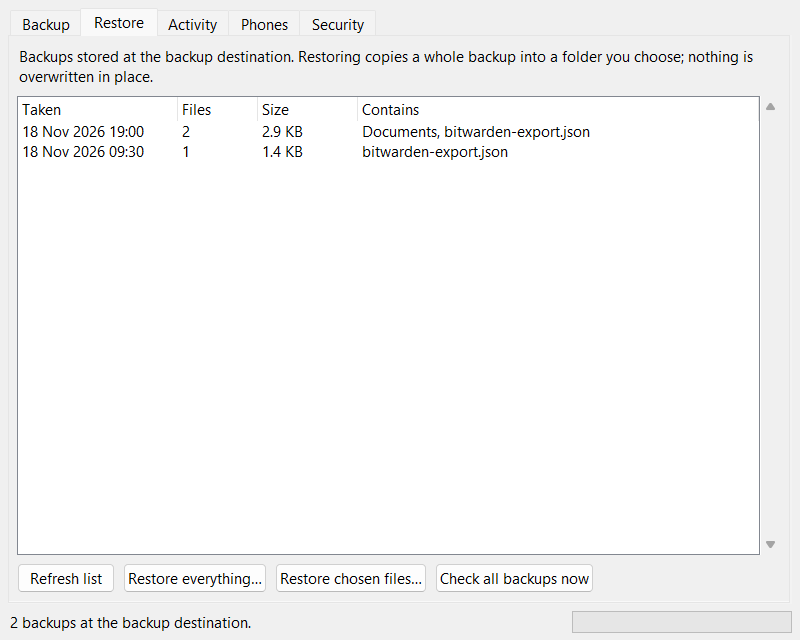 Backup Restore Activity Phones Security
Backups stored at the backup destination. Restoring copies a whole backup into a folder you choose; nothing is
overwritten in place.
Taken Files Size Contains
18 Nov 2026 19:00 2 2.9 KB Documents, bitwarden-export.json
18 Nov 2026 09:30 1 1.4 KB bitwarden-export.json
Refresh list Restore everything... Restore chosen files... Check all backups now
2 backups at the backup destination.